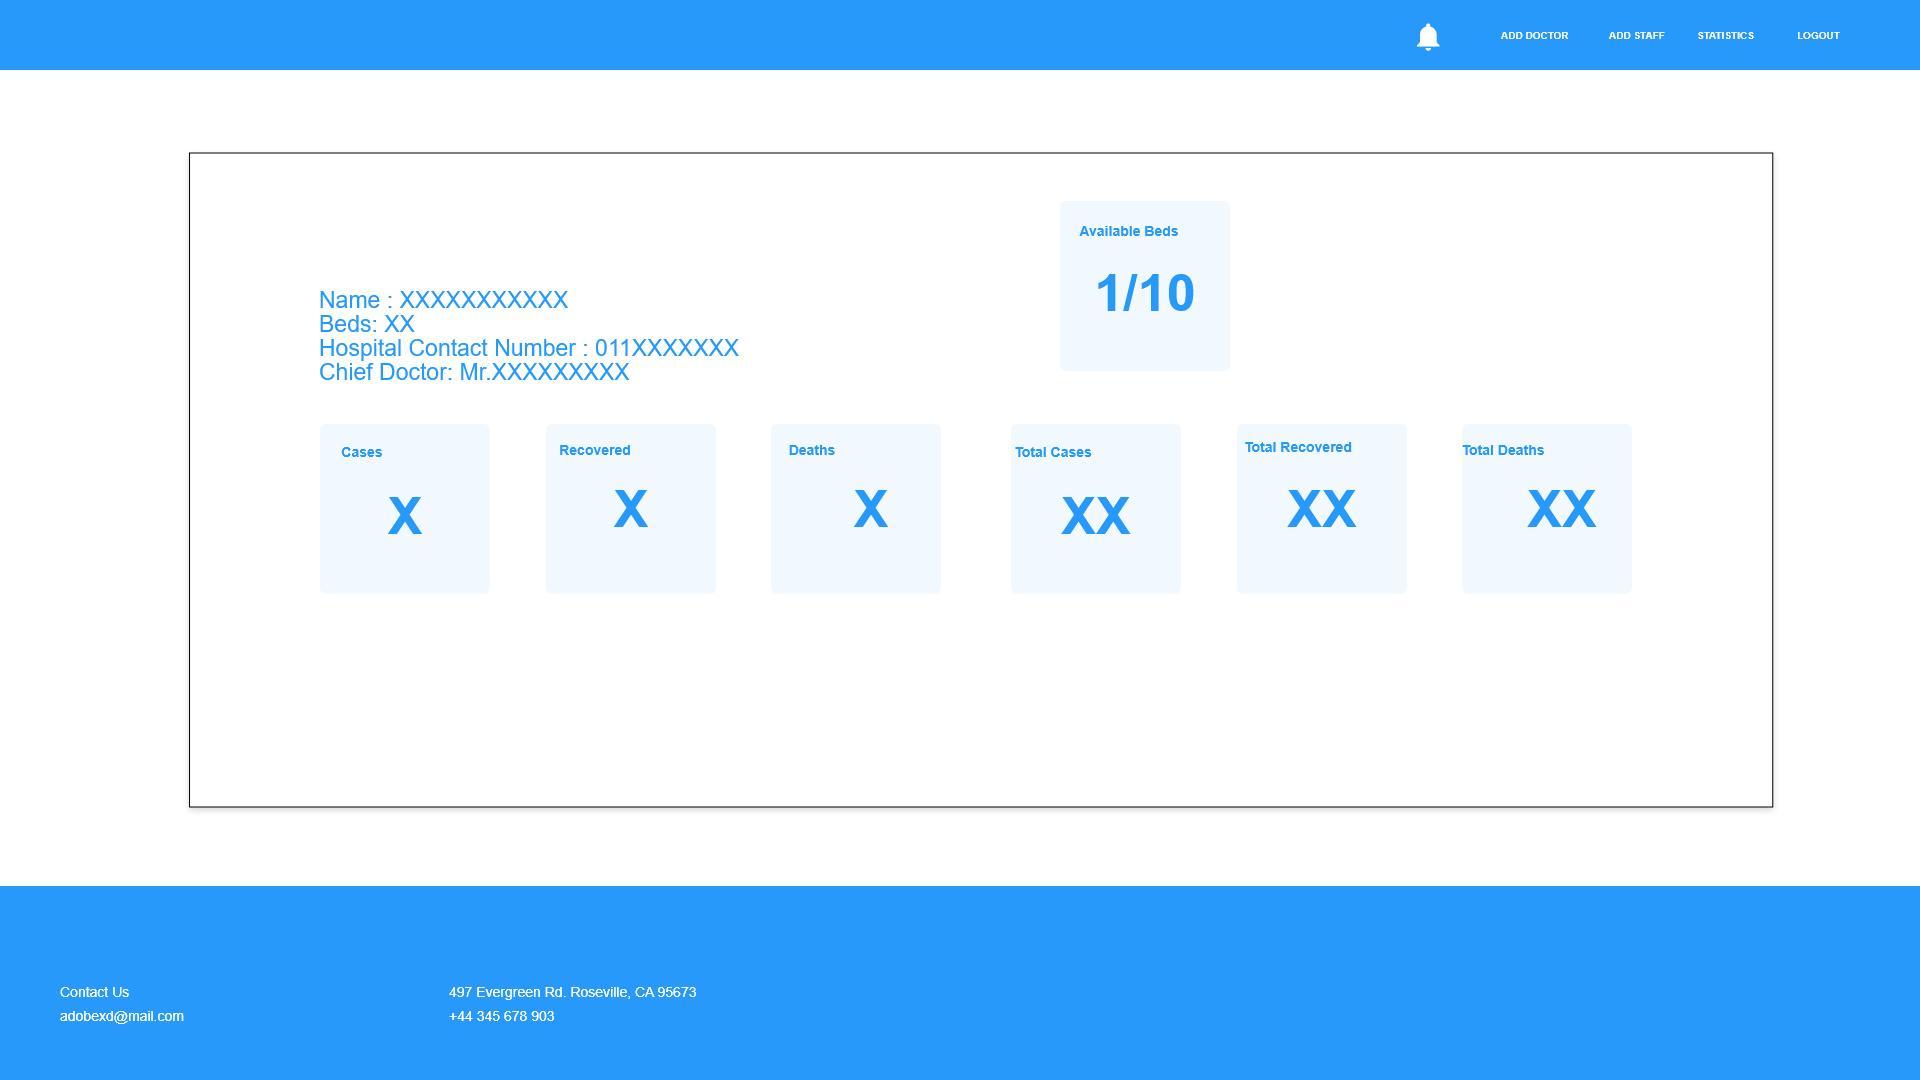 ADD DOCTOR ADD STAFF STATISTICS LOGOUT
Available Beds
1/10
Name : XXXXXXXXXXX
Beds: XX
Hospital Contact Number : 011XXXXXXX
Chief Doctor: Mr.XXXXXXXXX
Cases
X
Recovered
X
Deaths
X
Total Cases
XX
Total Recovered
XX
Total Deaths
XX
Contact Us
adobexd@mail.com
497 Evergreen Rd. Roseville, CA 95673
+44 345 678 903